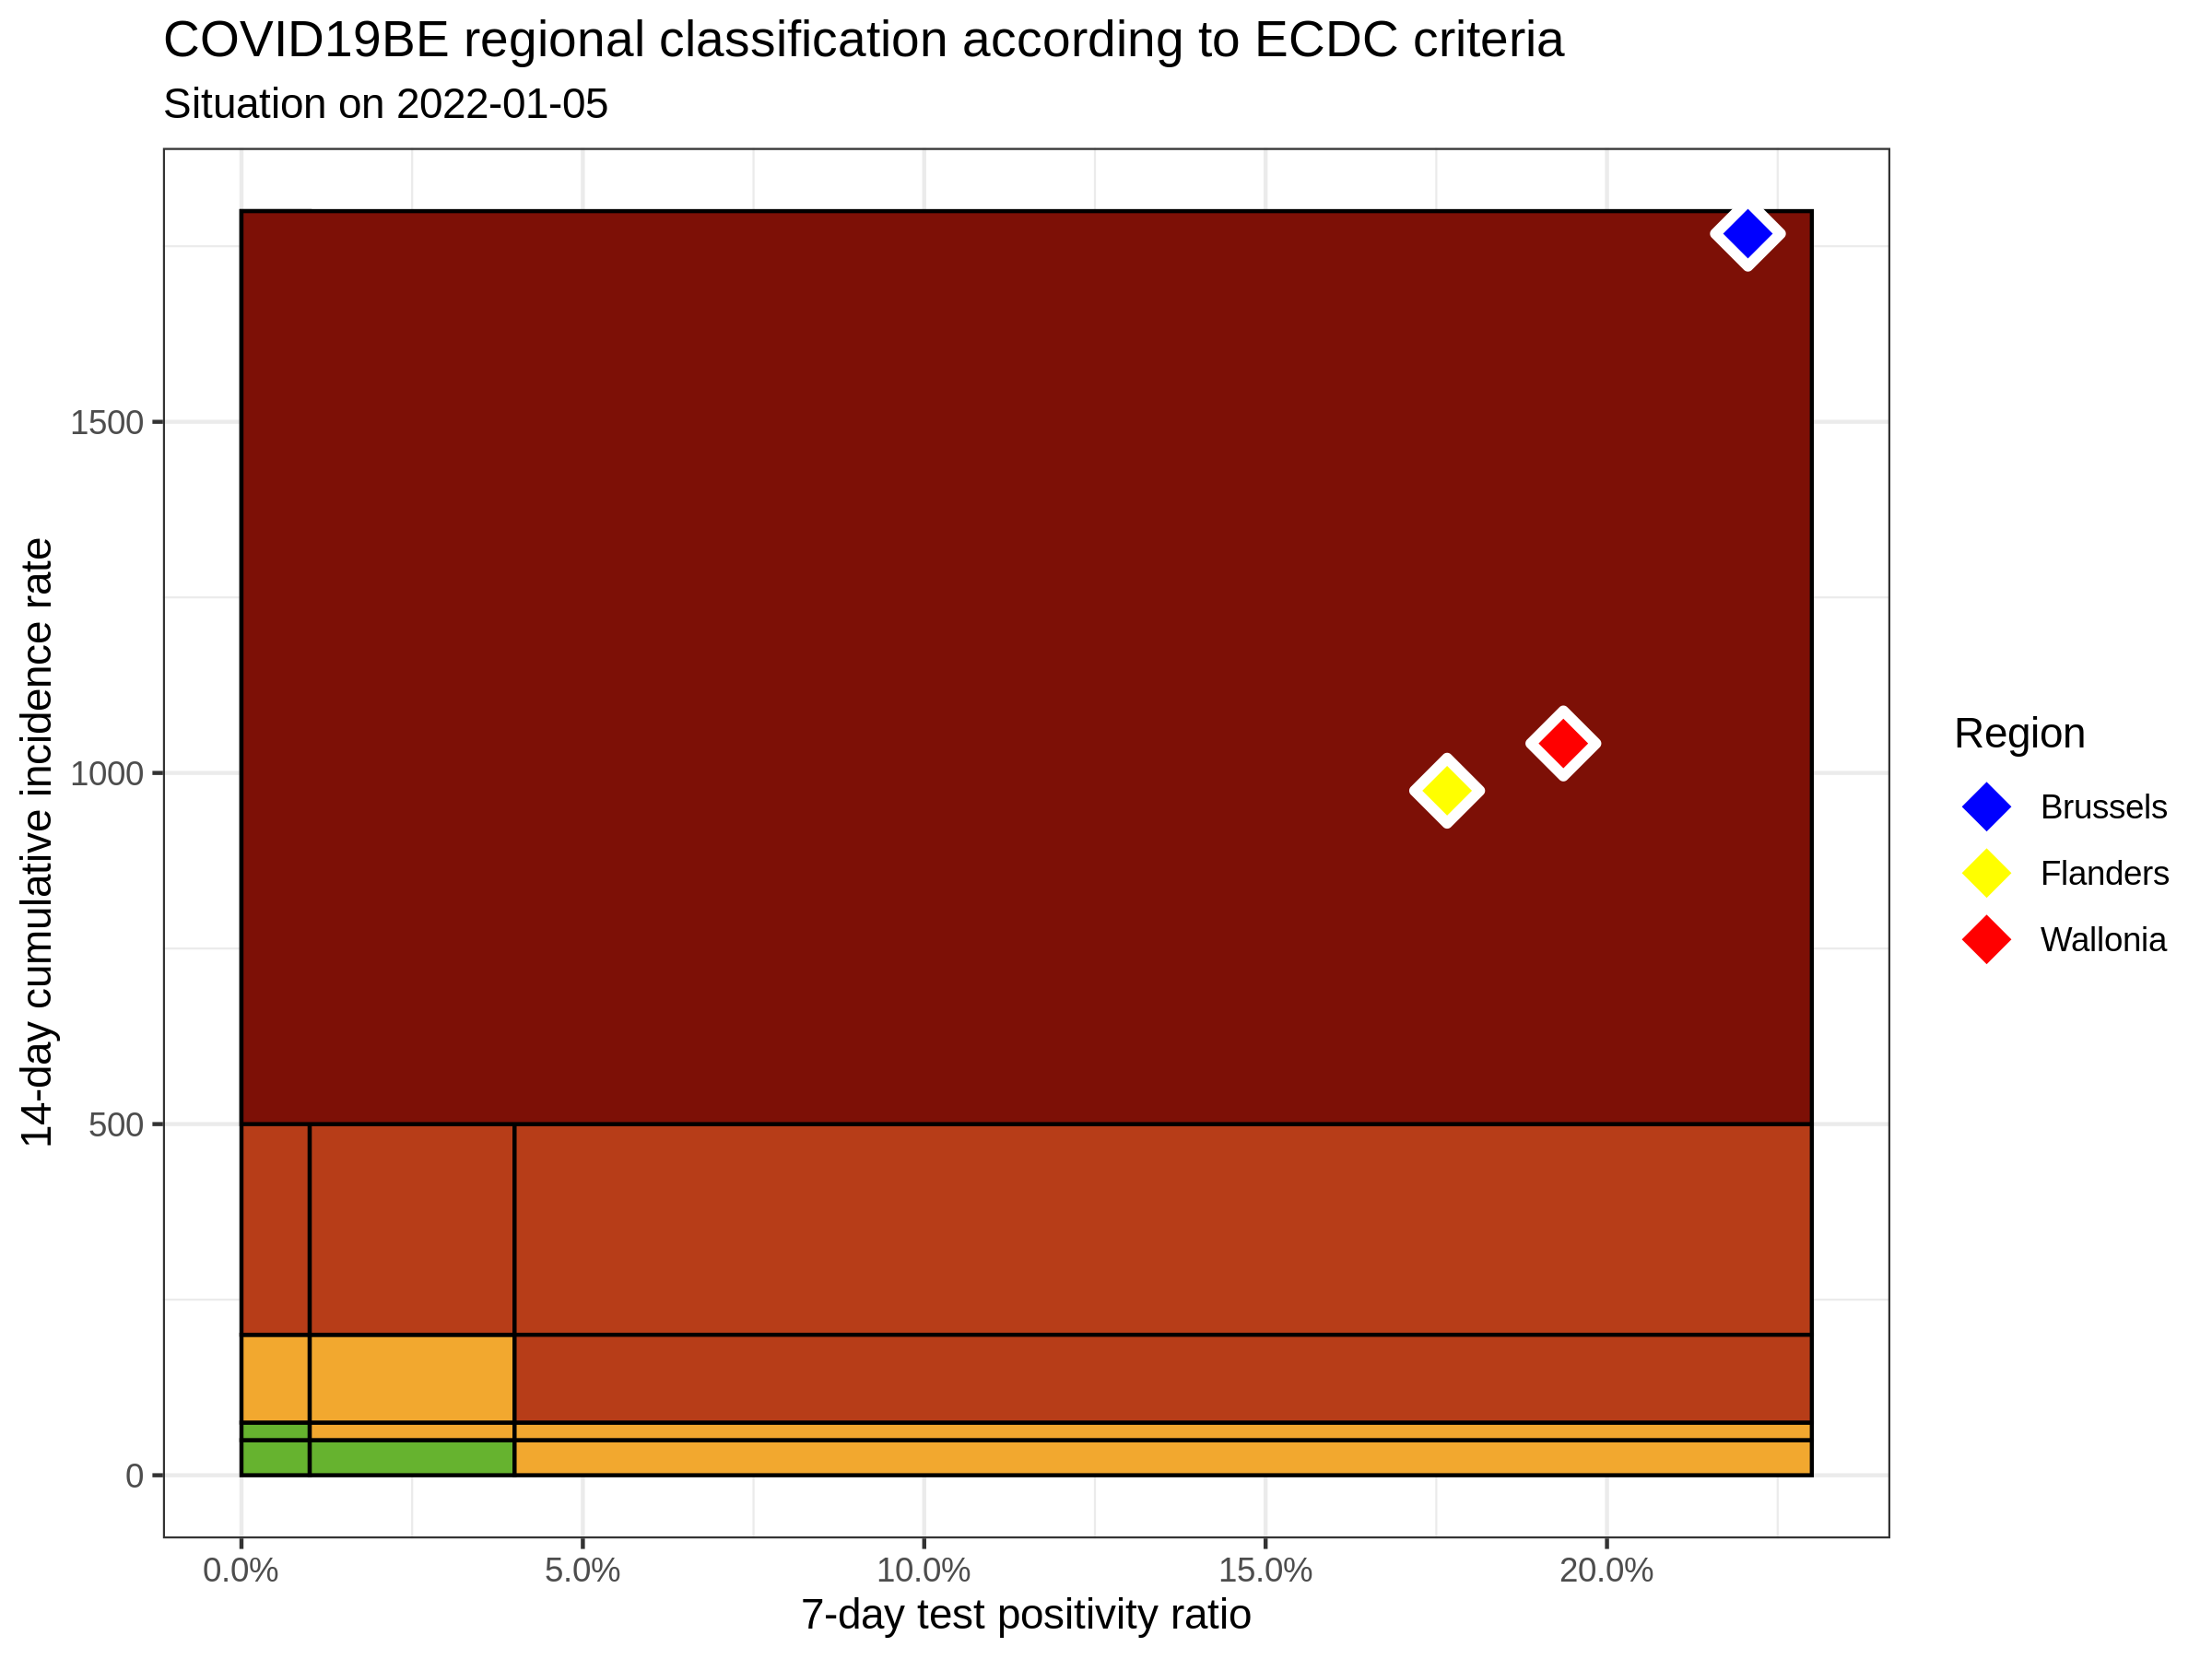 COVID19BE regional classification according to ECDC criteria
Situation on 2022-01-05
14-day cumulative incidence rate
1500
1000
500
0
0.0%
5.0%
10.0%
15.0%
20.0%
7-day test positivity ratio
Region
Brussels
Flanders
Wallonia